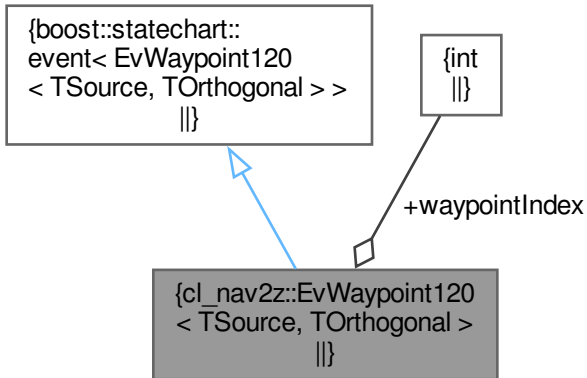 {boost::statechart::
event< EvWaypoint120
< TSource, TOrthogonal > >
||}
{int
||}
+waypointIndex
{cl_nav2z::EvWaypoint120
< TSource, TOrthogonal >
||}